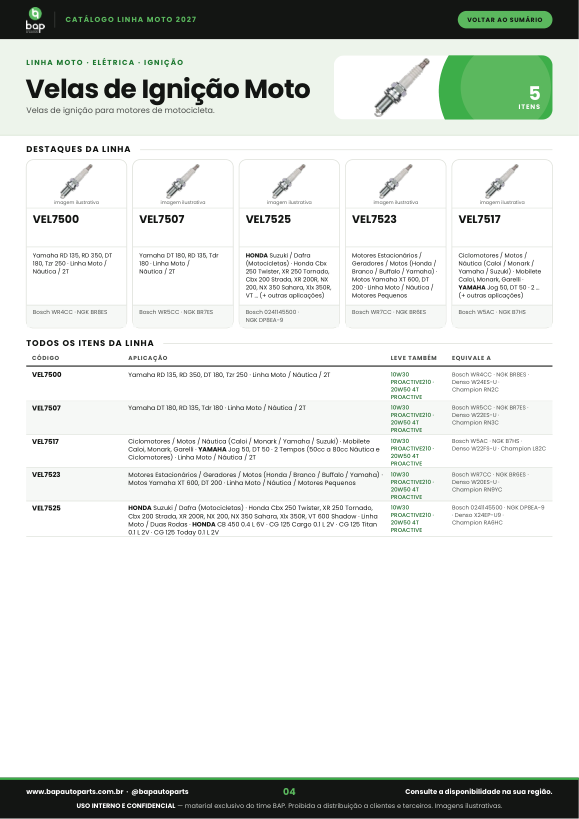 bap
CATÁLOGO LINHA MOTO 2027
VOLTAR AO SUMÁRIO
LINHA MOTO · ELÉTRICA · IGNIÇÃO
Velas de Ignição Moto
Velas de ignição para motores de motocicleta.
5
ITENS
DESTAQUES DA LINHA
Imagem ilustrativa
VEL7500
Yamaha RD 135, RD 350, DT
180, Tzr 250 · Linha Moto /
Náutica / 2T
Bosch WR4CC · NGK BR8ES
Imagem ilustrativa
VEL7507
Yamaha DT 180, RD 135, Tdr
180 · Linha Moto /
Náutica / 2T
Bosch WR5CC · NGK BR7ES
Imagem ilustrativa
VEL7525
HONDA Suzuki / Dafra
(Motocicletas) · Honda Cbx
250 Twister, XR 250 Tornado,
Cbx 200 Strada, XR 200R, NX
200, NX 350 Sahara, Xlx 350R,
VT … (+ outras aplicações)
Bosch 0241145500 ·
NGK DP8EA-9
Imagem ilustrativa
VEL7523
Motores Estacionários /
Geradores / Motos (Honda /
Branco / Buffalo / Yamaha) ·
Motos Yamaha XT 600, DT
200 · Linha Moto / Náutica /
Motores Pequenos
Bosch WR7CC · NGK BR6ES
Imagem ilustrativa
VEL7517
Ciclomotores / Motos /
Náutica (Caloi / Monark /
Yamaha / Suzuki) · Mobilete
Caloi, Monark, Garelli ·
YAMAHA Jog 50, DT 50 · 2 …
(+ outras aplicações)
Bosch W5AC · NGK B7HS
TODOS OS ITENS DA LINHA
CÓDIGO APLICAÇÃO LEVE TAMBÉM EQUIVALE A
VEL7500 Yamaha RD 135, RD 350, DT 180, Tzr 250 · Linha Moto / Náutica / 2T
10W30
PROACTIVE210 ·
20W50 4T
PROACTIVE
Bosch WR4CC · NGK BR8ES ·
Denso W24ES-U ·
Champion RN2C
VEL7507 Yamaha DT 180, RD 135, Tdr 180 · Linha Moto / Náutica / 2T
10W30
PROACTIVE210 ·
20W50 4T
PROACTIVE
Bosch WR5CC · NGK BR7ES ·
Denso W22ES-U ·
Champion RN3C
VEL7517 Ciclomotores / Motos / Náutica (Caloi / Monark / Yamaha / Suzuki) · Mobilete
Caloi, Monark, Garelli · YAMAHA Jog 50, DT 50 · 2 Tempos (50cc a 80cc Náutica e
Ciclomotores) · Linha Moto / Náutica / 2T
10W30
PROACTIVE210 ·
20W50 4T
PROACTIVE
Bosch W5AC · NGK B7HS ·
Denso W22FS-U · Champion L82C
VEL7523 Motores Estacionários / Geradores / Motos (Honda / Branco / Buffalo / Yamaha) ·
Motos Yamaha XT 600, DT 200 · Linha Moto / Náutica / Motores Pequenos
10W30
PROACTIVE210 ·
20W50 4T
PROACTIVE
Bosch WR7CC · NGK BR6ES ·
Denso W20ES-U ·
Champion RN9YC
VEL7525 HONDA Suzuki / Dafra (Motocicletas) · Honda Cbx 250 Twister, XR 250 Tornado,
Cbx 200 Strada, XR 200R, NX 200, NX 350 Sahara, Xlx 350R, VT 600 Shadow · Linha
Moto / Duas Rodas · HONDA CB 450 0.4 L 6V · CG 125 Cargo 0.1 L 2V · CG 125 Titan
0.1 L 2V · CG 125 Today 0.1 L 2V
10W30
PROACTIVE210 ·
20W50 4T
PROACTIVE
Bosch 0241145500 · NGK DP8EA-9
· Denso X24EP-U9 ·
Champion RA6HC
www.bapautoparts.com.br · @bapautoparts
04
Consulte a disponibilidade na sua região.
USO INTERNO E CONFIDENCIAL — material exclusivo do time BAP. Proibida a distribuição a clientes e terceiros. Imagens ilustrativas.